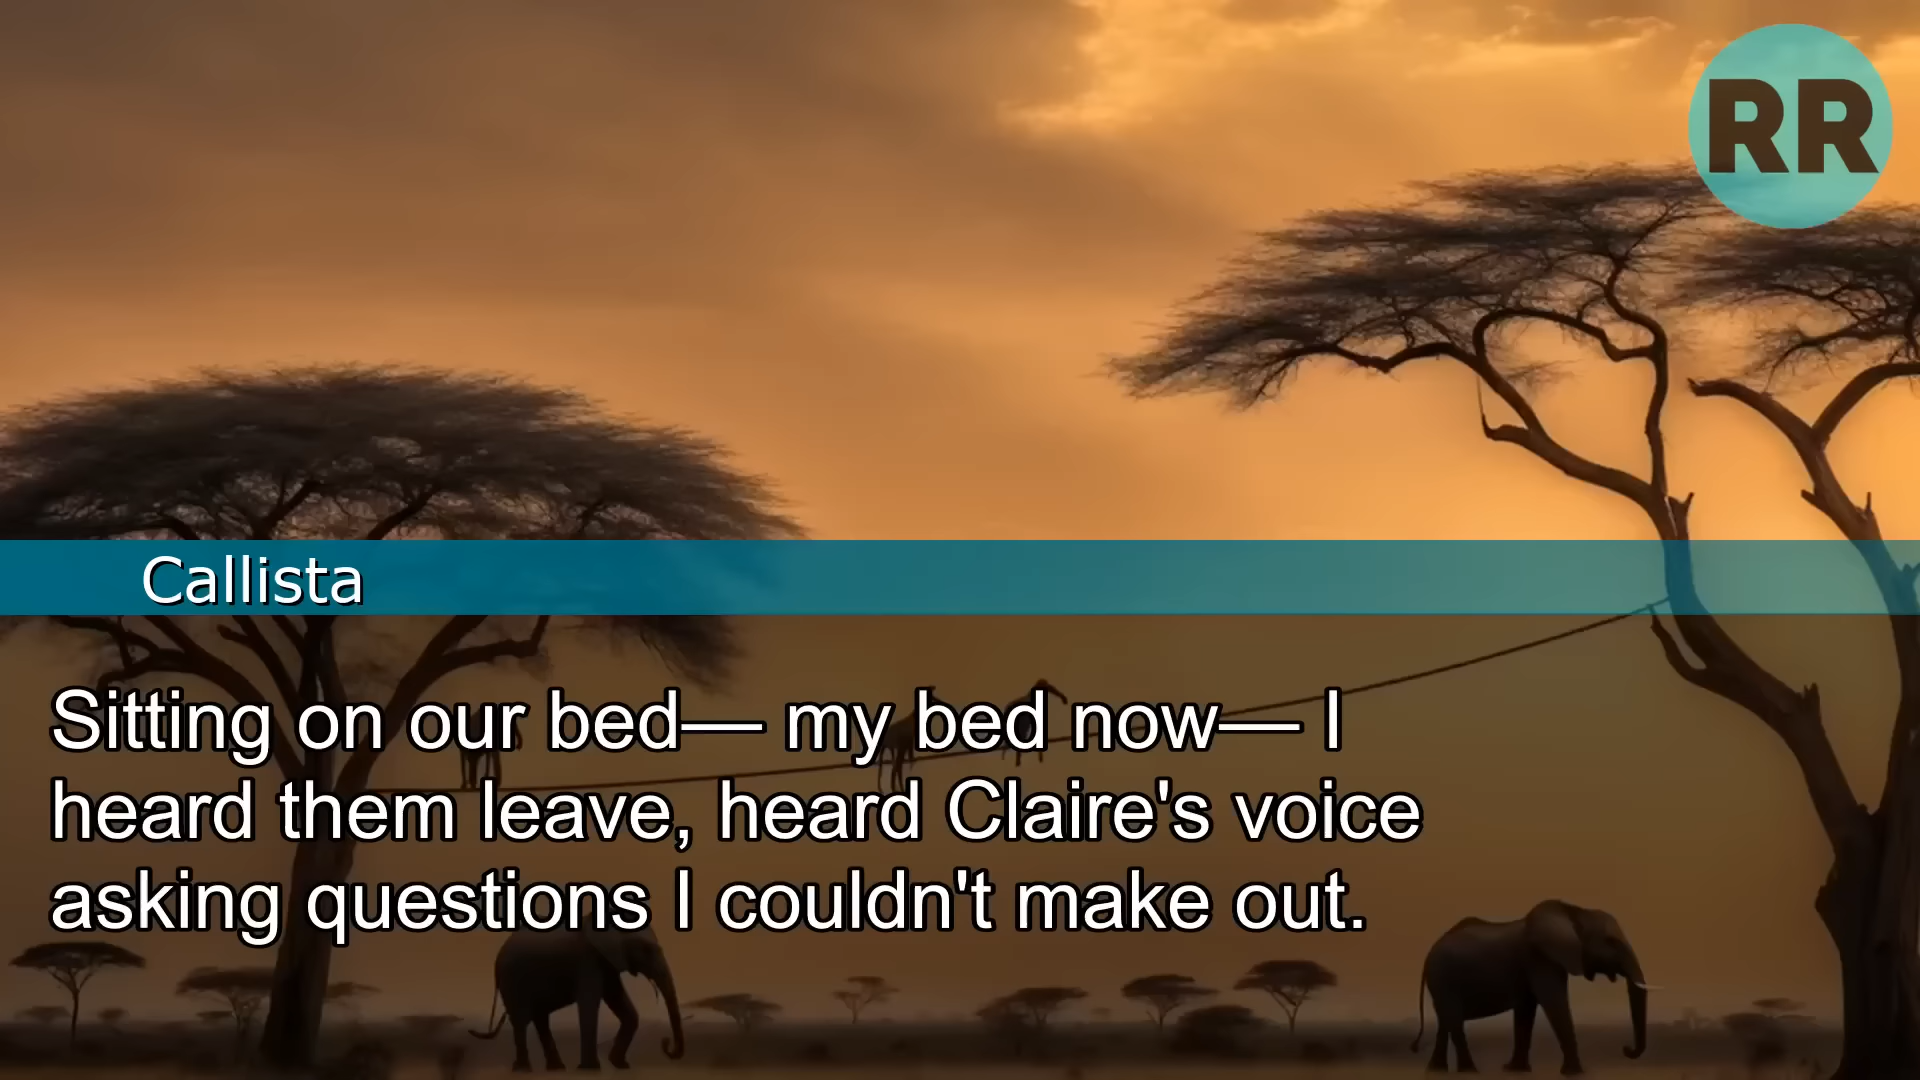 RR
Callista
Sitting on our bed— my bed now— I
heard them leave, heard Claire's voice
asking questions I couldn't make out.